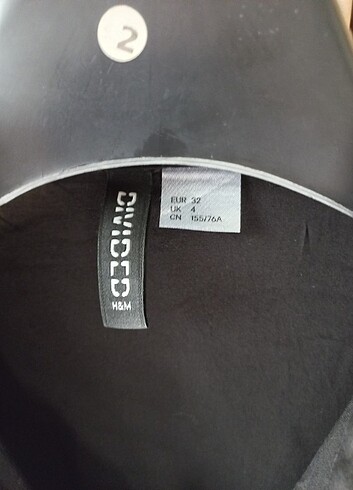 2
EUR 32
UK 4
CN 155/76A
DIVIDED
H&M